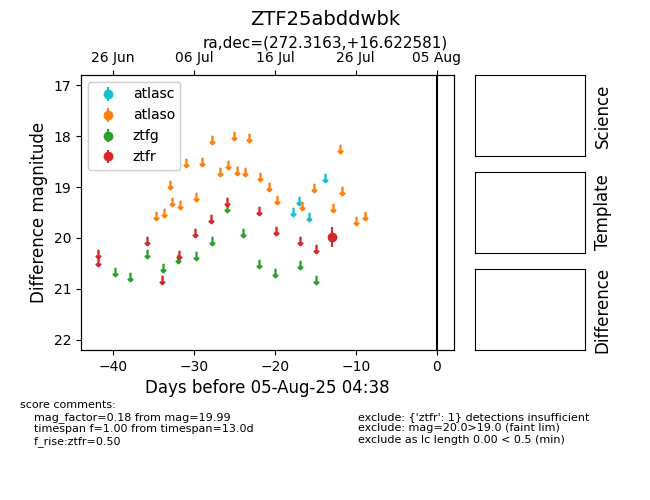 ZTF25abddwbk
ra,dec=(272.3163,+16.622581)
26 Jun 06 Jul 16 Jul 26 Jul 05 Aug
atlasc
atlaso
ztfg
ztfr
17
18
19
20
21
22
Difference magnitude
−40 −30 −20 −10 0
Days before 05-Aug-25 04:38
Science
Template
Difference
score comments:
mag_factor=0.18 from mag=19.99
timespan f=1.00 from timespan=13.0d
f_rise:ztfr=0.50
exclude: {'ztfr': 1} detections insufficient
exclude: mag=20.0>19.0 (faint lim)
exclude as lc length 0.00 < 0.5 (min)